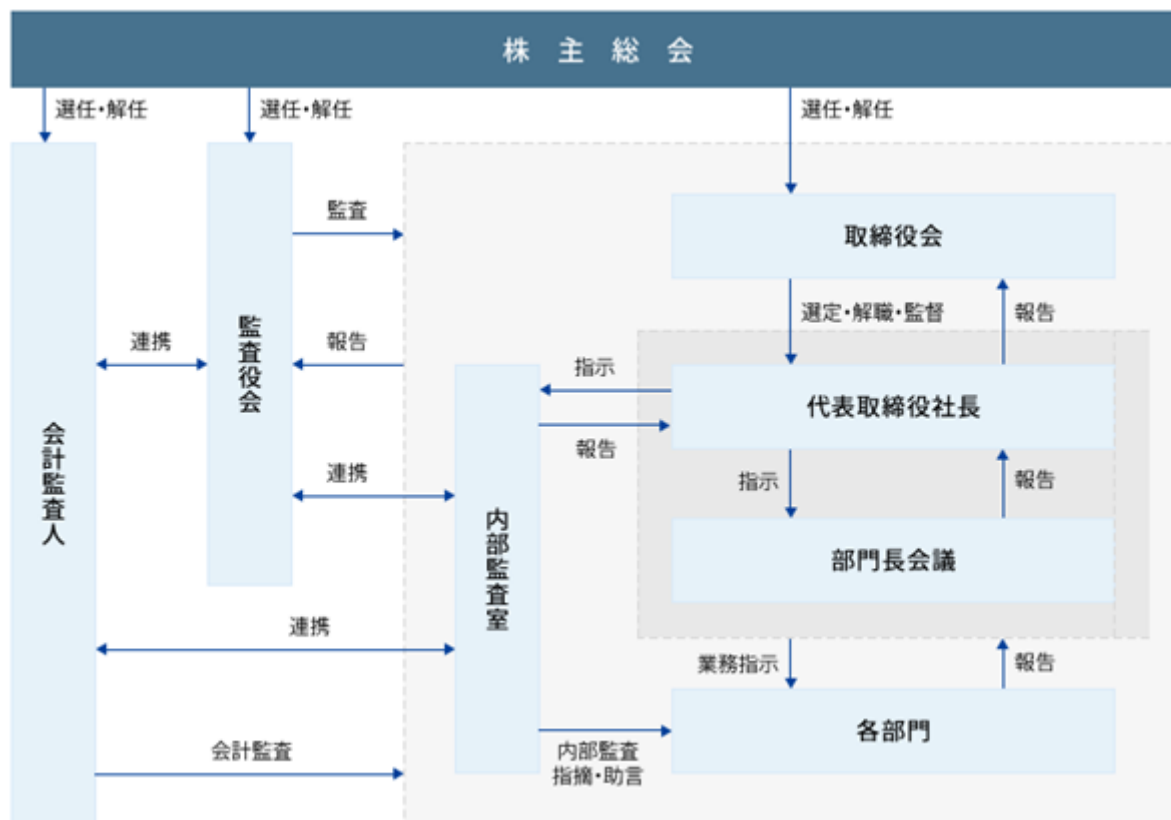 株 主 総 会
選任・解任
選任・解任
選任・解任
監査
取締役会
選定・解職・監督
報告
連携
報告
監査役会
指示
代表取締役社長
報告
会計監査人
連携
指示
報告
内部監査室
部門長会議
連携
業務指示
報告
会計監査
内部監査
指摘・助言
各部門